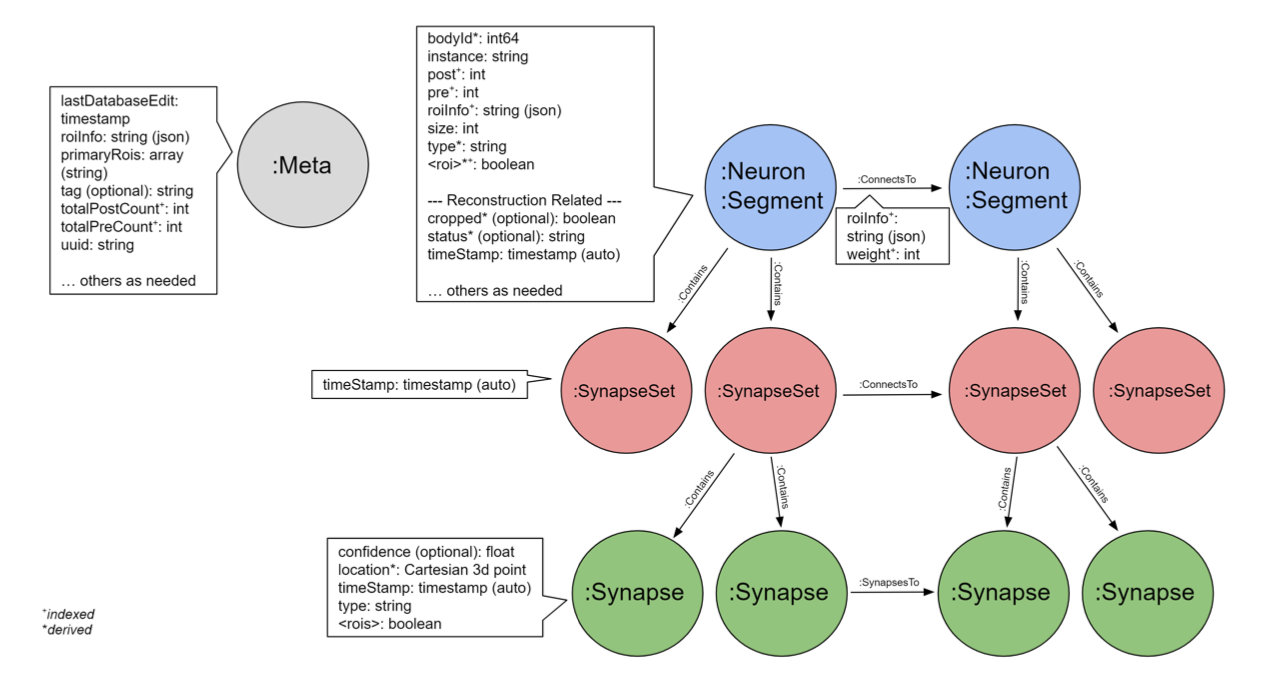 bodyId*: int64
instance: string
post⁺: int
pre⁺: int
roiInfo⁺: string (json)
size: int
type*: string
<roi>*⁺: boolean
--- Reconstruction Related ---
cropped* (optional): boolean
status* (optional): string
timeStamp: timestamp (auto)
… others as needed
lastDatabaseEdit:
timestamp
roiInfo: string (json)
primaryRois: array
(string)
tag (optional): string
totalPostCount⁺: int
totalPreCount⁺: int
uuid: string
… others as needed
:Meta
:Neuron
:Segment
:ConnectsTo
:Neuron
:Segment
roiInfo⁺:
string (json)
weight⁺: int
:Contains
:Contains
:Contains
:Contains
timeStamp: timestamp (auto)
:SynapseSet
:SynapseSet
:ConnectsTo
:SynapseSet
:SynapseSet
:Contains
:Contains
:Contains
:Contains
confidence (optional): float
location*: Cartesian 3d point
timeStamp: timestamp (auto)
type: string
<rois>: boolean
:Synapse
:Synapse
:SynapsesTo
:Synapse
:Synapse
⁺indexed
*derived